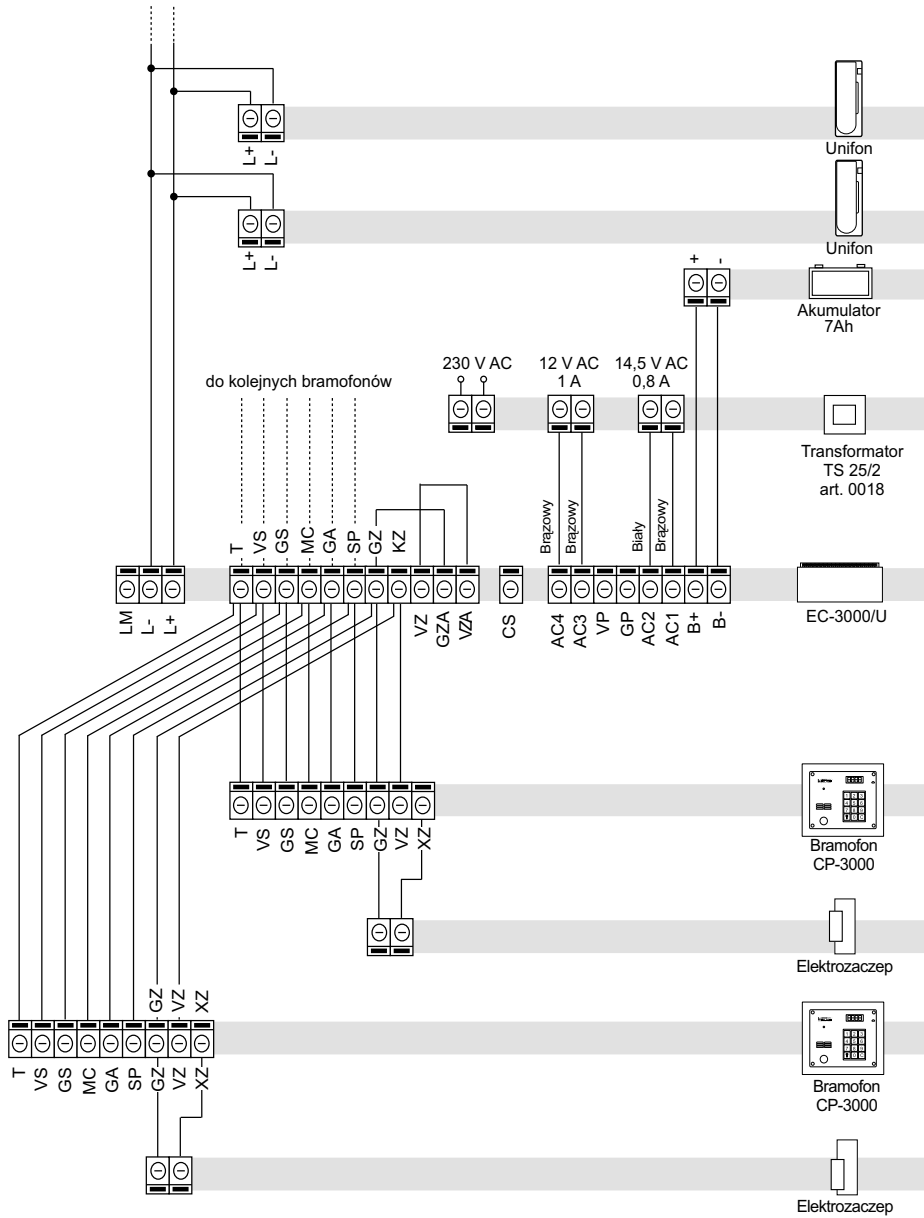 L+
L-
Unifon
L+
L-
Unifon
+
-
Akumulator
7Ah
230 V AC
12 V AC
1 A
14,5 V AC
0,8 A
do kolejnych bramofonów
Transformator
TS 25/2
art. 0018
Brązowy
Brązowy
Biały
Brązowy
T
VS
GS
MC
GA
SP
GZ
KZ
LM
L-
L+
VZ
GZA
VZA
CS
AC4
AC3
VP
GP
AC2
AC1
B+
B-
EC-3000/U
T
VS
GS
MC
GA
SP
GZ
VZ
XZ
Bramofon
CP-3000
Elektrozaczep
GZ
VZ
XZ
T
VS
GS
MC
GA
SP
GZ
VZ
XZ
Bramofon
CP-3000
Elektrozaczep